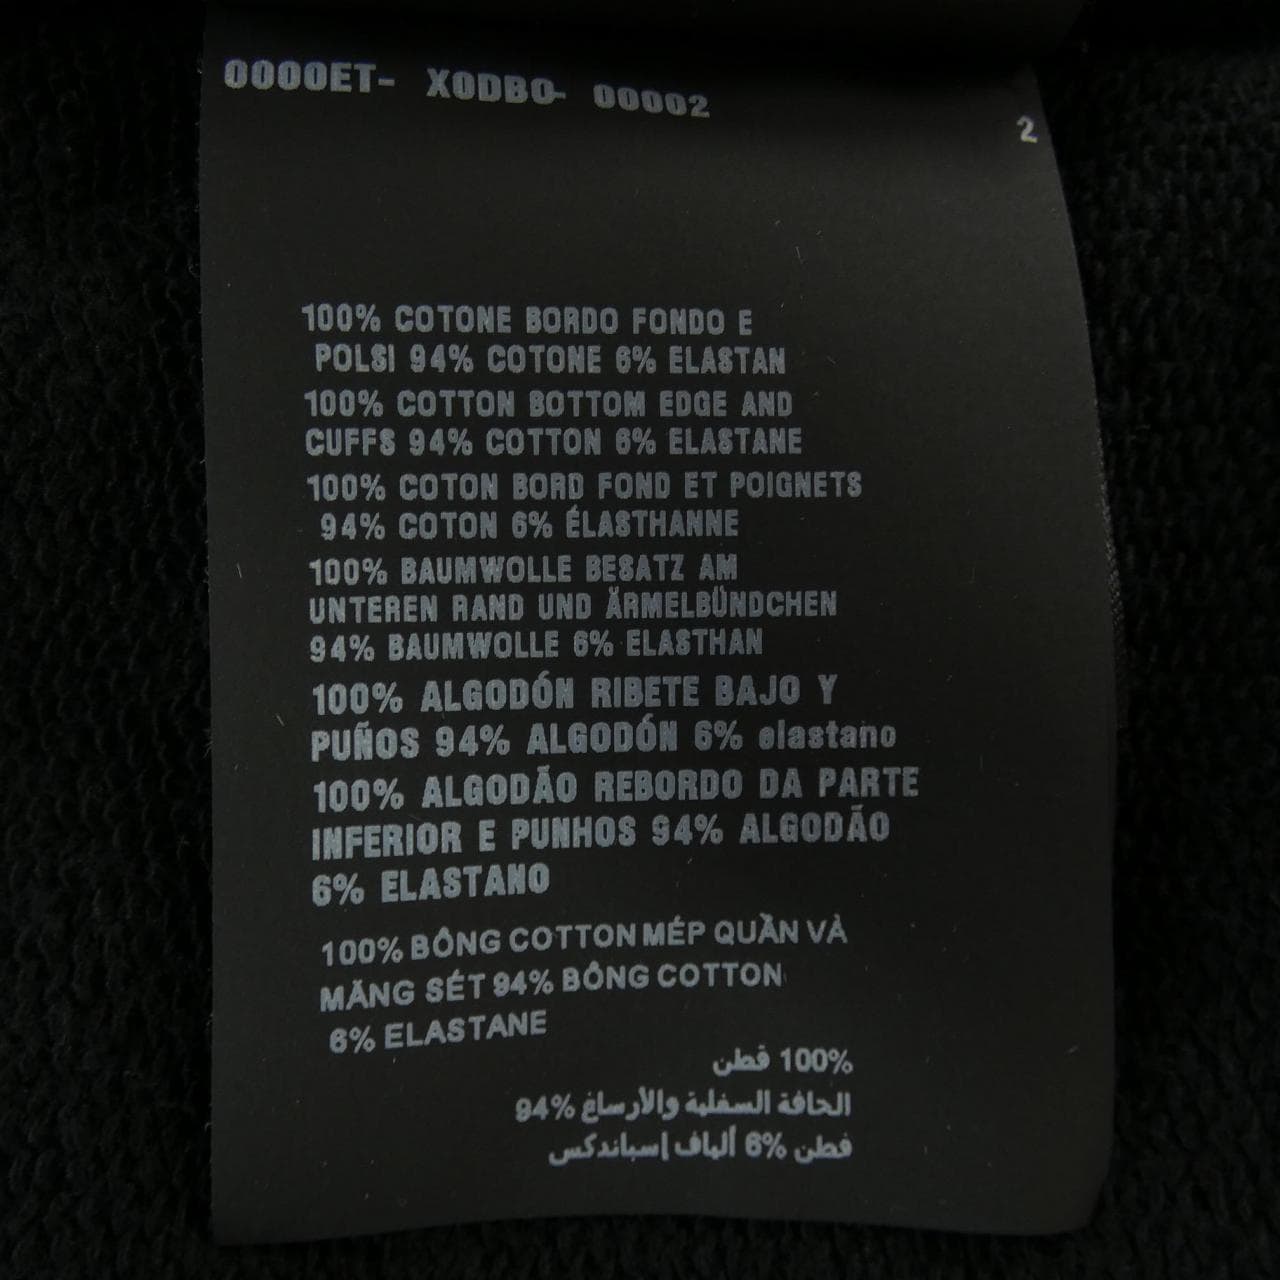 0000ET- X0DBO- 00002
2
100% COTONE BORDO FONDO E
POLSI 94% COTONE 6% ELASTAN
100% COTTON BOTTOM EDGE AND
CUFFS 94% COTTON 6% ELASTANE
100% COTON BORD FOND ET POIGNETS
94% COTON 6% ÉLASTHANNE
100% BAUMWOLLE BESATZ AM
UNTEREN RAND UND ÄRMELBÜNDCHEN
94% BAUMWOLLE 6% ELASTHAN
100% ALGODÓN RIBETE BAJO Y
PUÑOS 94% ALGODÓN 6% elastano
100% ALGODÃO REBORDO DA PARTE
INFERIOR E PUNHOS 94% ALGODÃO
6% ELASTANO
100% BÔNG COTTON MÉP QUẦN VÀ
MĂNG SÉT 94% BÔNG COTTON
6% ELASTANE
100% قطن
الحافة السفلية والأرساغ 94%
قطن 6% ألياف إسباندكس